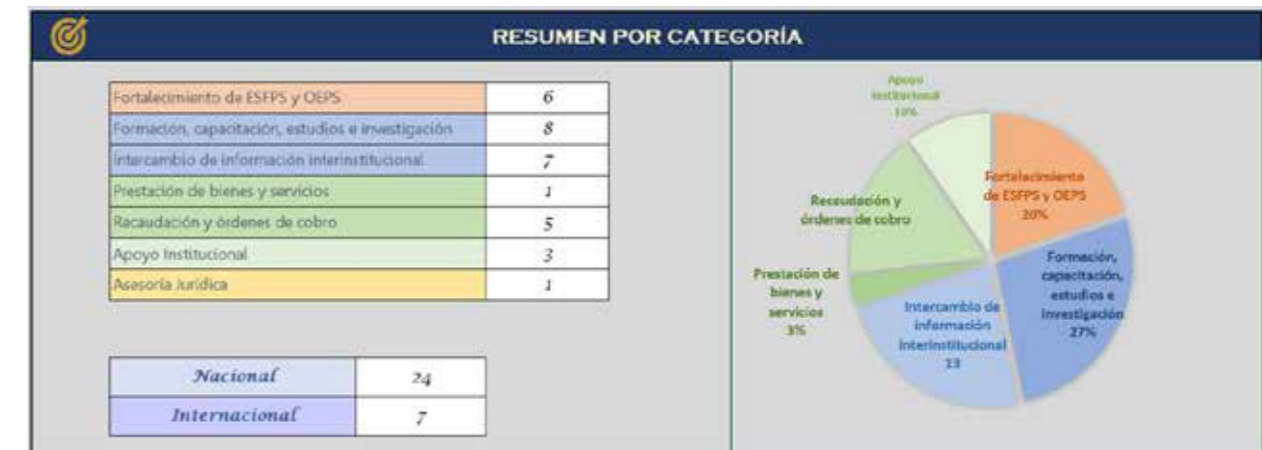 RESUMEN POR CATEGORÍA
Fortalecimiento de ESFPS y OEPS 6
Formación, capacitación, estudios e investigación 8
Intercambio de información interinstitucional 7
Prestación de bienes y servicios 1
Racaudación y órdenes de cobro 5
Apoyo Institucional 3
Asesoría Jurídica 1
Nacional 24
Internacional 7
Apoyo
Institucional
10%
Fortalecimiento
de ESFPS y OEPS
20%
Formación,
capacitación,
estudios e
investigación
27%
Intercambio de
información
interinstitucional
23
Prestación de
bienes y
servicios
3%
Recaudación y
órdenes de cobro